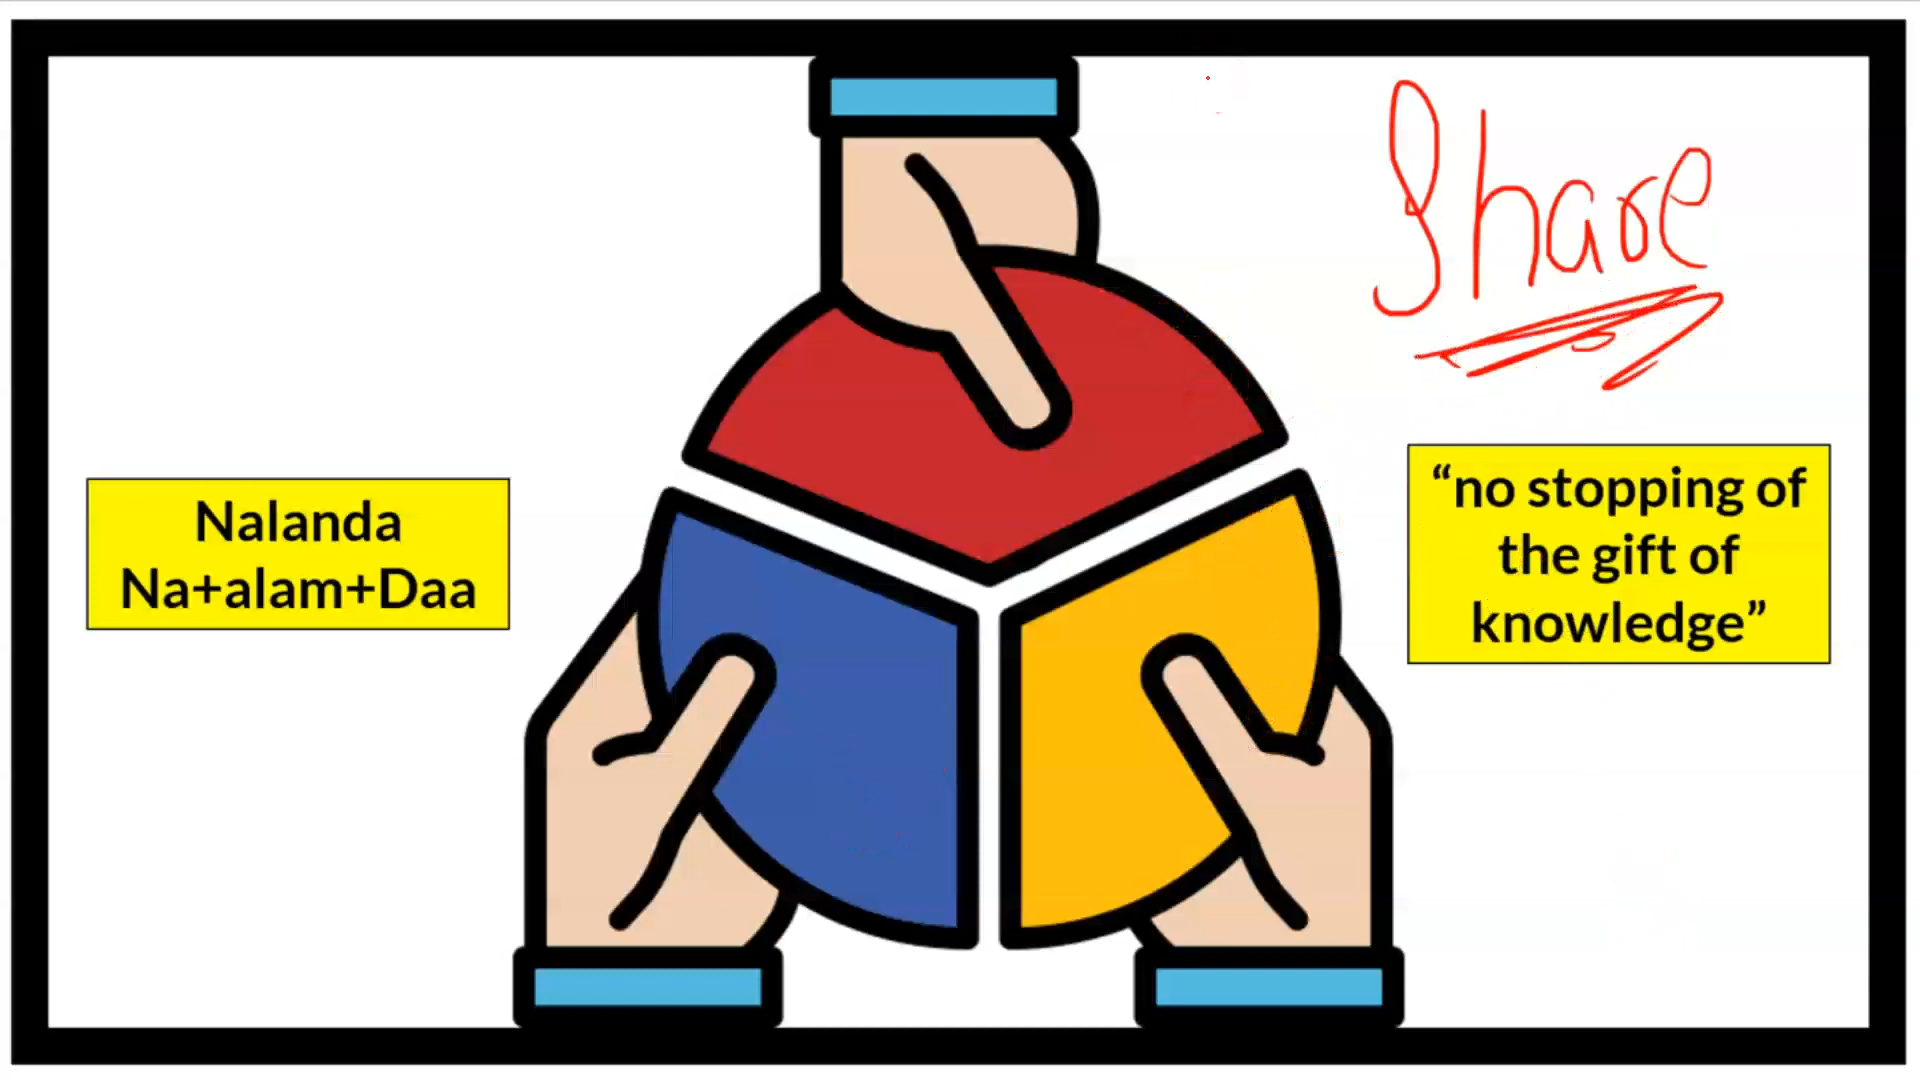 Share
Nalanda
Na+alam+Daa
“no stopping of
the gift of
knowledge”